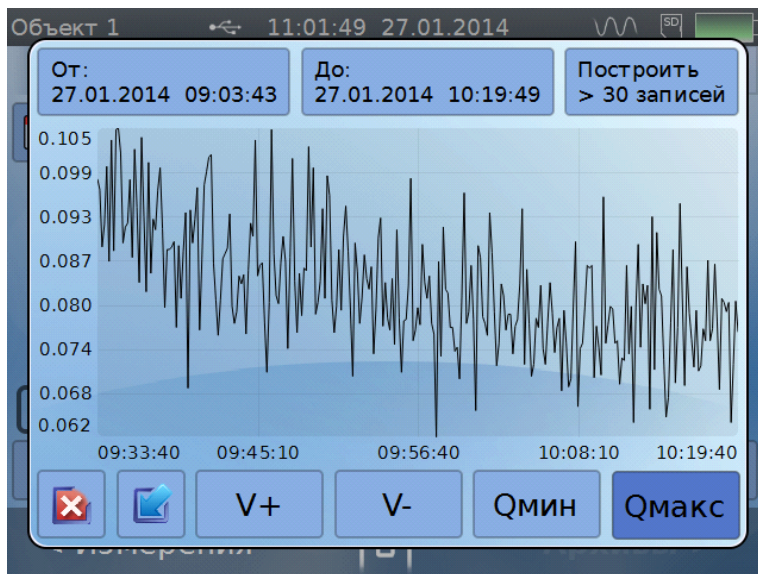 Объект 1
11:01:49 27.01.2014
SD
От:
27.01.2014 09:03:43
До:
27.01.2014 10:19:49
Построить
> 30 записей
0.105
0.099
0.093
0.087
0.080
0.074
0.068
0.062
09:33:40 09:45:10 09:56:40 10:08:10 10:19:40
V+
V-
Qмин
Qмакс
< Измерения
Архивы